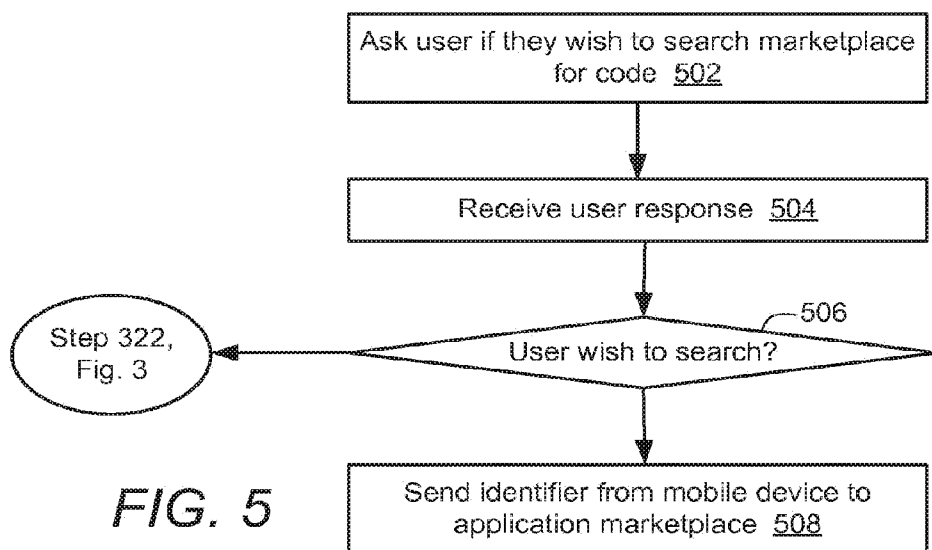 Ask user if they wish to search marketplace
for code 502
Receive user response 504
506
User wish to search?
Step 322,
Fig. 3
Send identifier from mobile device to
application marketplace 508
FIG. 5